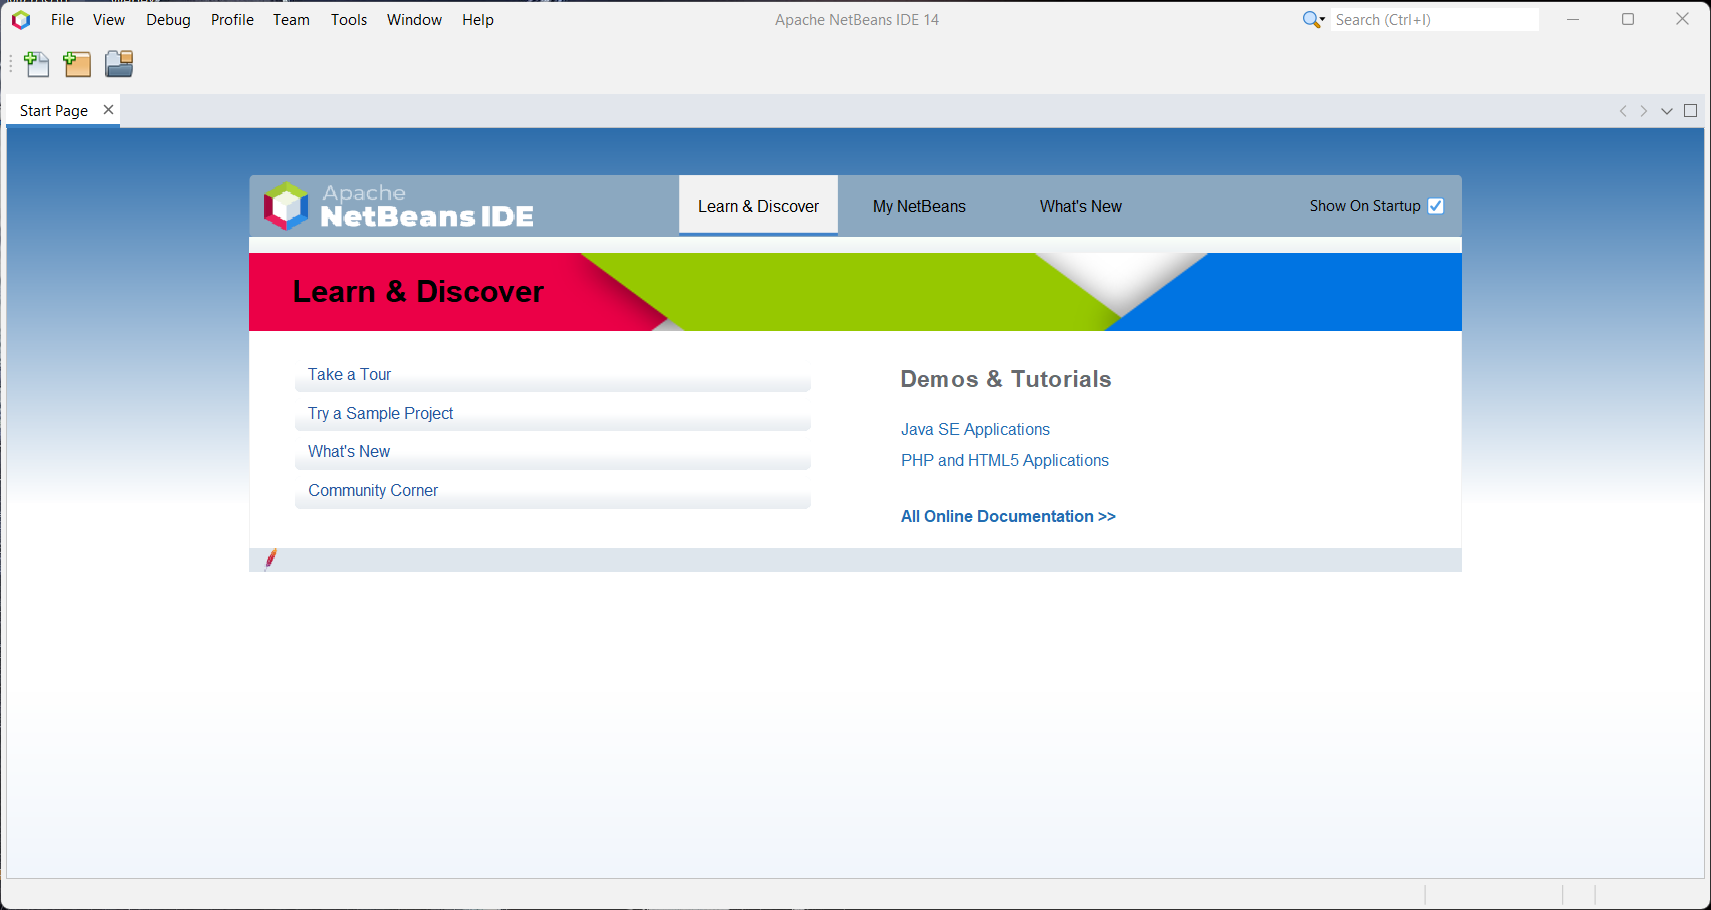 File View Debug Profile Team Tools Window Help Apache NetBeans IDE 14 Search (Ctrl+I)
Start Page
Apache
NetBeans IDE
Learn & Discover My NetBeans What's New Show On Startup
Learn & Discover
Take a Tour
Try a Sample Project
What's New
Community Corner
Demos & Tutorials
Java SE Applications
PHP and HTML5 Applications
All Online Documentation >>